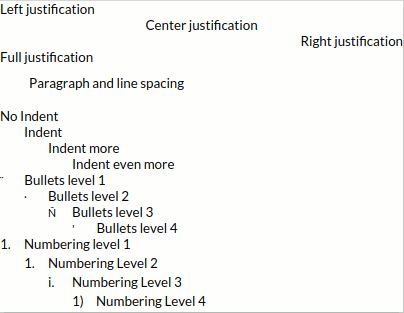 Left justification
Center justification
Right justification
Full justification
Paragraph and line spacing
No Indent
Indent
Indent more
Indent even more
¨ Bullets level 1
· Bullets level 2
Ñ Bullets level 3
' Bullets level 4
1. Numbering level 1
1. Numbering Level 2
i. Numbering Level 3
1) Numbering Level 4